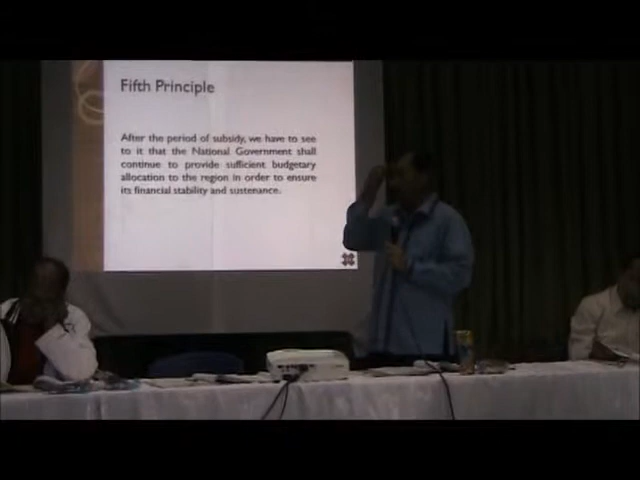 Fifth Principle
After the period of subsidy, we have to see
to it that the National Government shall
continue to provide sufficient budgetary
allocation to the region in order to ensure
its financial stability and sustenance.